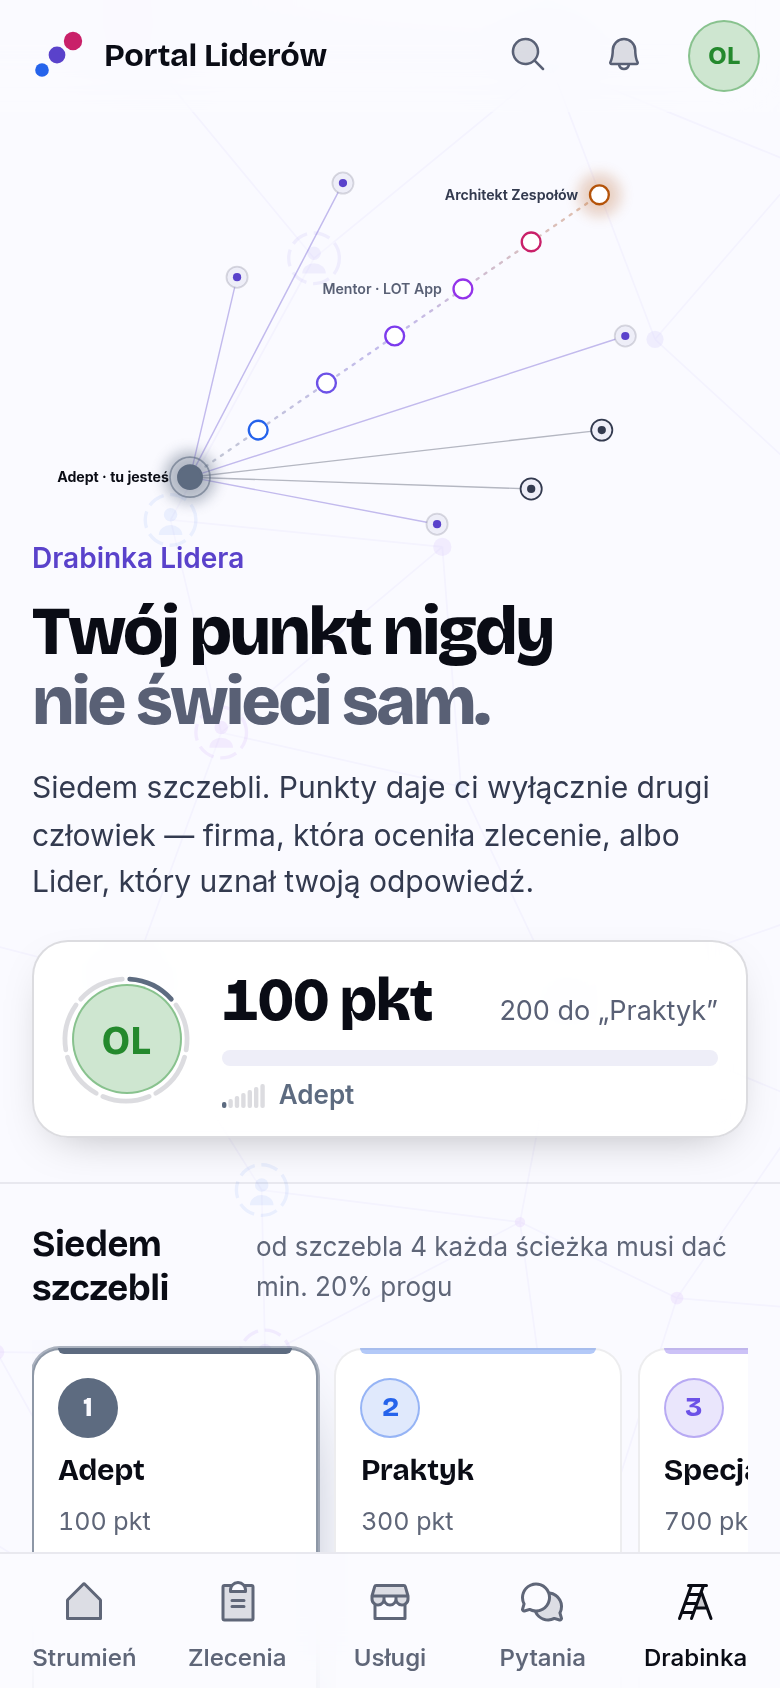 Portal Liderów
OL
Architekt Zespołów
Mentor · LOT App
Adept · tu jesteś
Drabinka Lidera
Twój punkt nigdy
nie świeci sam.
Siedem szczebli. Punkty daje ci wyłącznie drugi
człowiek — firma, która oceniła zlecenie, albo
Lider, który uznał twoją odpowiedź.
OL
100 pkt
200 do „Praktyk”
Adept
Siedem
szczebli
od szczebla 4 każda ścieżka musi dać
min. 20% progu
1
Adept
100 pkt
2
Praktyk
300 pkt
3
Specja
700 pk
Strumień
Zlecenia
Usługi
Pytania
Drabinka